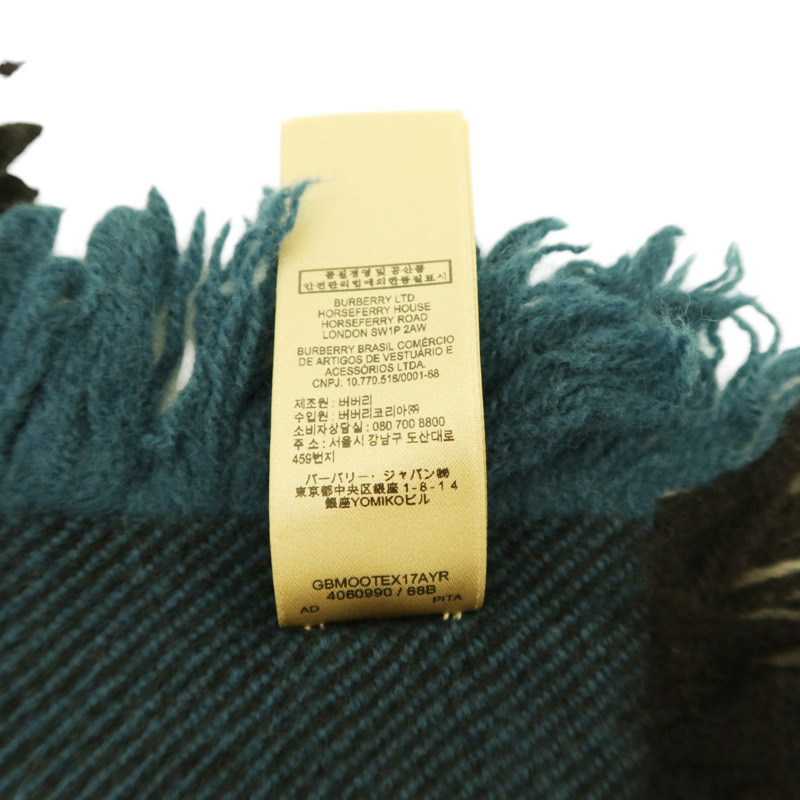 품질경영 및 공산품
안전관리법에의한품질표시
BURBERRY LTD
HORSEFERRY HOUSE
HORSEFERRY ROAD
LONDON SW1P 2AW
BURBERRY BRASIL COMÉRCIO
DE ARTIGOS DE VESTUÁRIO E
ACESSÓRIOS LTDA.
CNPJ: 10.770.516/0001-68
제조원 : 버버리
수입원 : 버버리코리아㈜
소비자상담실 : 080 700 8800
주 소 : 서울시 강남구 도산대로
459번지
バーバリー・ジャパン㈱
東京都中央区銀座1-8-14
銀座YOMIKOビル
GBMOOTEX17AYR
4060990 / 68B
AD PITA